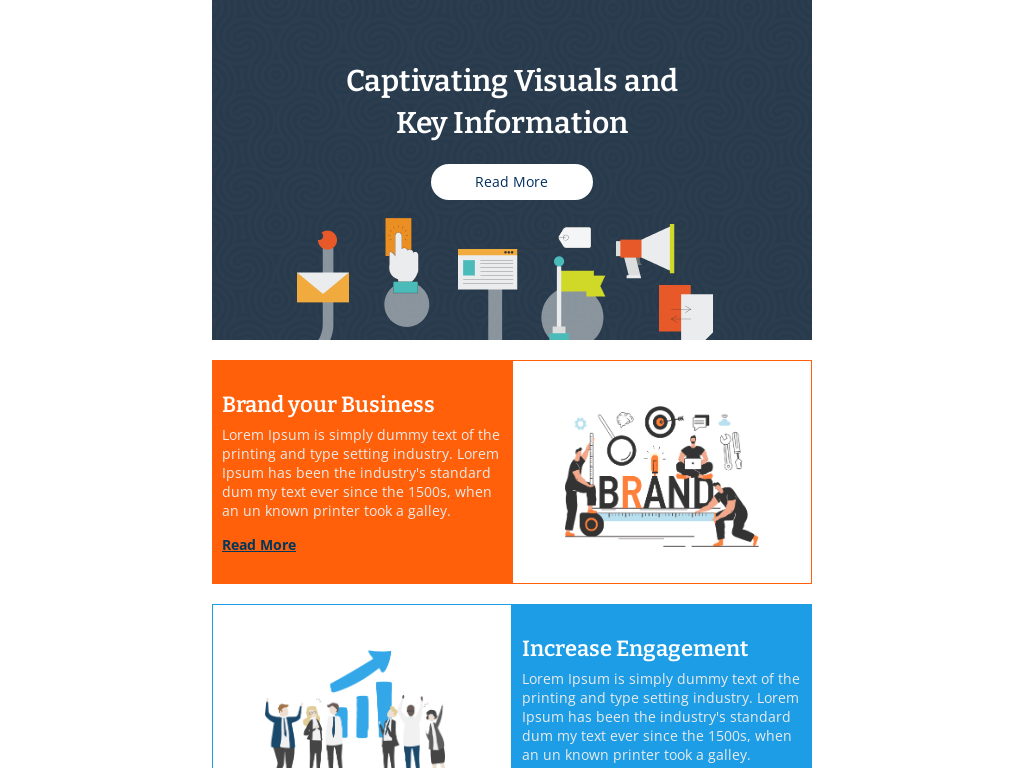 Captivating Visuals and
Key Information
Read More
Brand your Business
Lorem Ipsum is simply dummy text of the
printing and type setting industry. Lorem
Ipsum has been the industry's standard
dum my text ever since the 1500s, when
an un known printer took a galley.
Read More
BRAND
Increase Engagement
Lorem Ipsum is simply dummy text of the
printing and type setting industry. Lorem
Ipsum has been the industry's standard
dum my text ever since the 1500s, when
an un known printer took a galley.